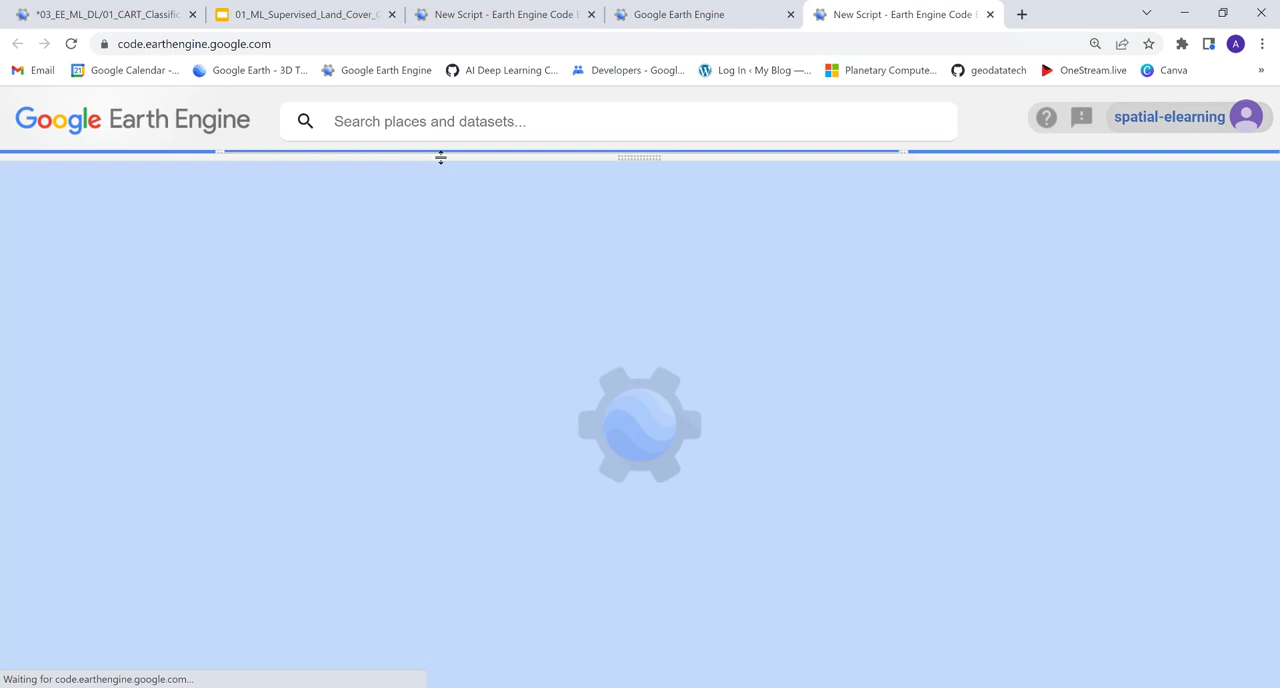 *03_EE_ML_DL/01_CART_Classific
01_ML_Supervised_Land_Cover_C
New Script - Earth Engine Code E
Google Earth Engine
New Script - Earth Engine Code E
code.earthengine.google.com
A
Email
Google Calendar -...
Google Earth - 3D T...
Google Earth Engine
AI Deep Learning C...
Developers - Googl...
Log In ‹ My Blog —...
Planetary Compute...
geodatatech
OneStream.live
Canva
»
Google Earth Engine
Search places and datasets...
spatial-elearning
Waiting for code.earthengine.google.com...